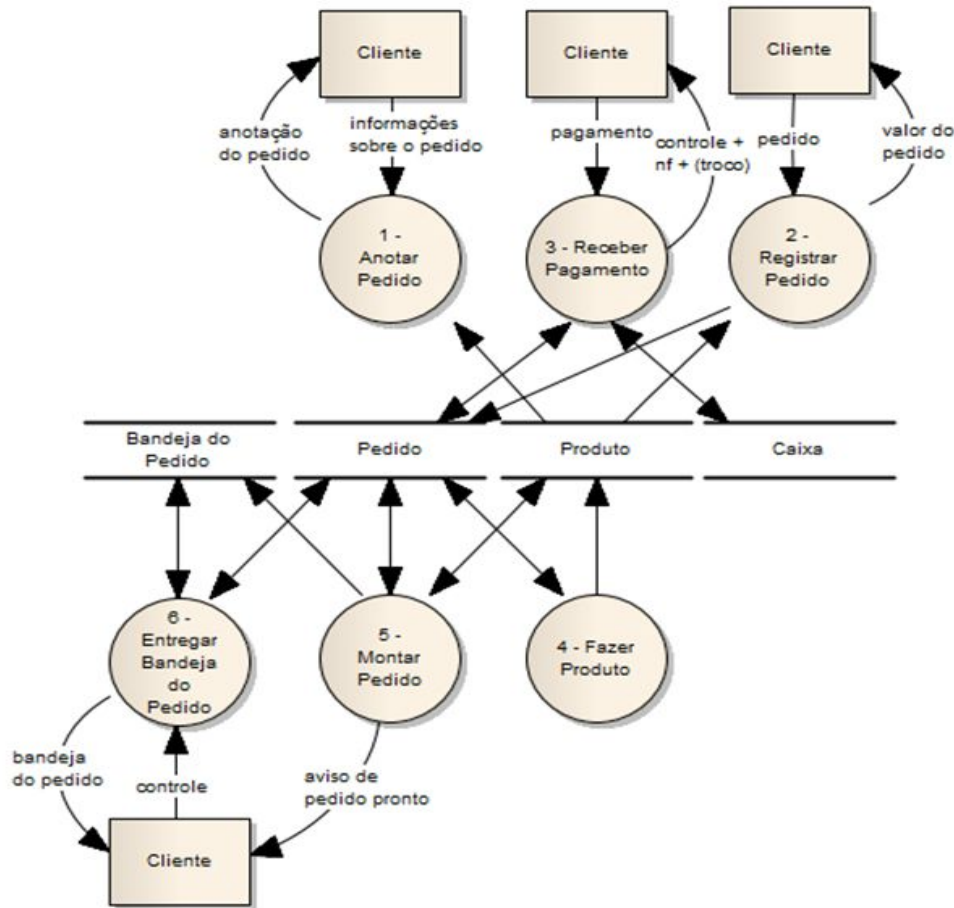 Cliente
Cliente
Cliente
anotação
do pedido
informações
sobre o pedido
pagamento
controle +
nf + (troco)
pedido
valor do
pedido
1 -
Anotar
Pedido
3 - Receber
Pagamento
2 -
Registrar
Pedido
Bandeja do
Pedido
Pedido
Produto
Caixa
6 -
Entregar
Bandeja
do
Pedido
5 -
Montar
Pedido
4 - Fazer
Produto
bandeja
do pedido
controle
aviso de
pedido pronto
Cliente